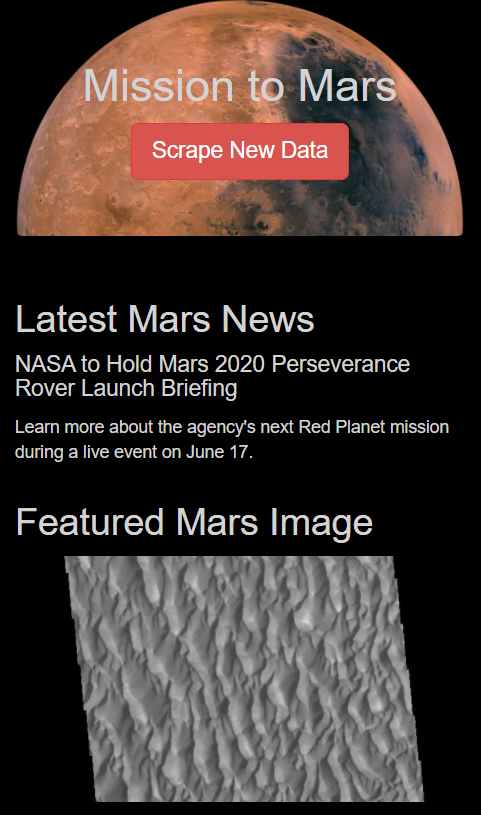 Mission to Mars
Scrape New Data
Latest Mars News
NASA to Hold Mars 2020 Perseverance
Rover Launch Briefing
Learn more about the agency's next Red Planet mission
during a live event on June 17.
Featured Mars Image